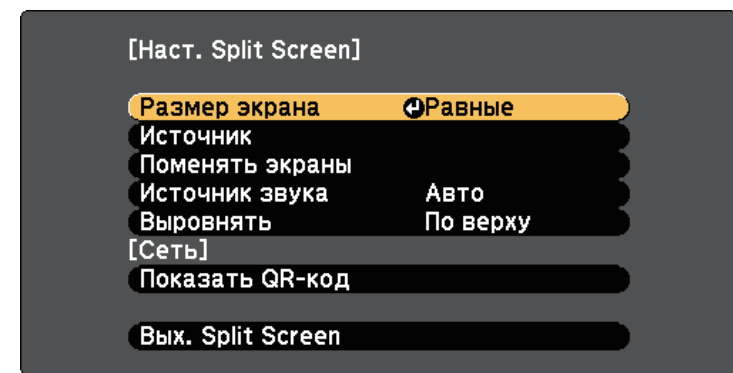 [Наст. Split Screen]
Размер экрана Равные
Источник
Поменять экраны
Источник звука Авто
Выровнять По верху
[Сеть]
Показать QR-код
Вых. Split Screen